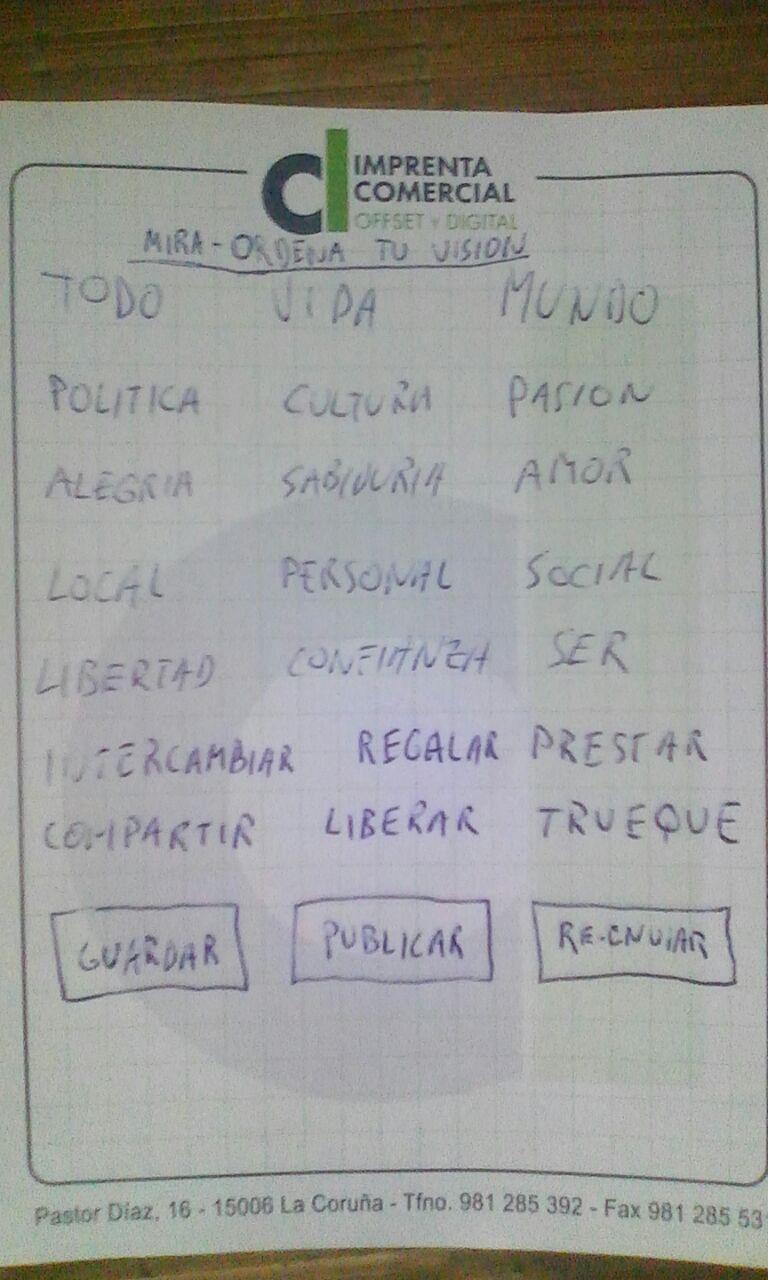 IMPRENTA
COMERCIAL
OFFSET Y DIGITAL
MIRA - ORDENA TU VISION
TODO VIDA MUNDO
POLITICA CULTURA PASION
ALEGRIA SABIDURIA AMOR
LOCAL PERSONAL SOCIAL
LIBERTAD CONFIANZA SER
INTERCAMBIAR REGALAR PRESTAR
COMPARTIR LIBERAR TRUEQUE
GUARDAR PUBLICAR RE-ENVIAR
Pastor Díaz, 16 - 15006 La Coruña - Tfno. 981 285 392 - Fax 981 285 53